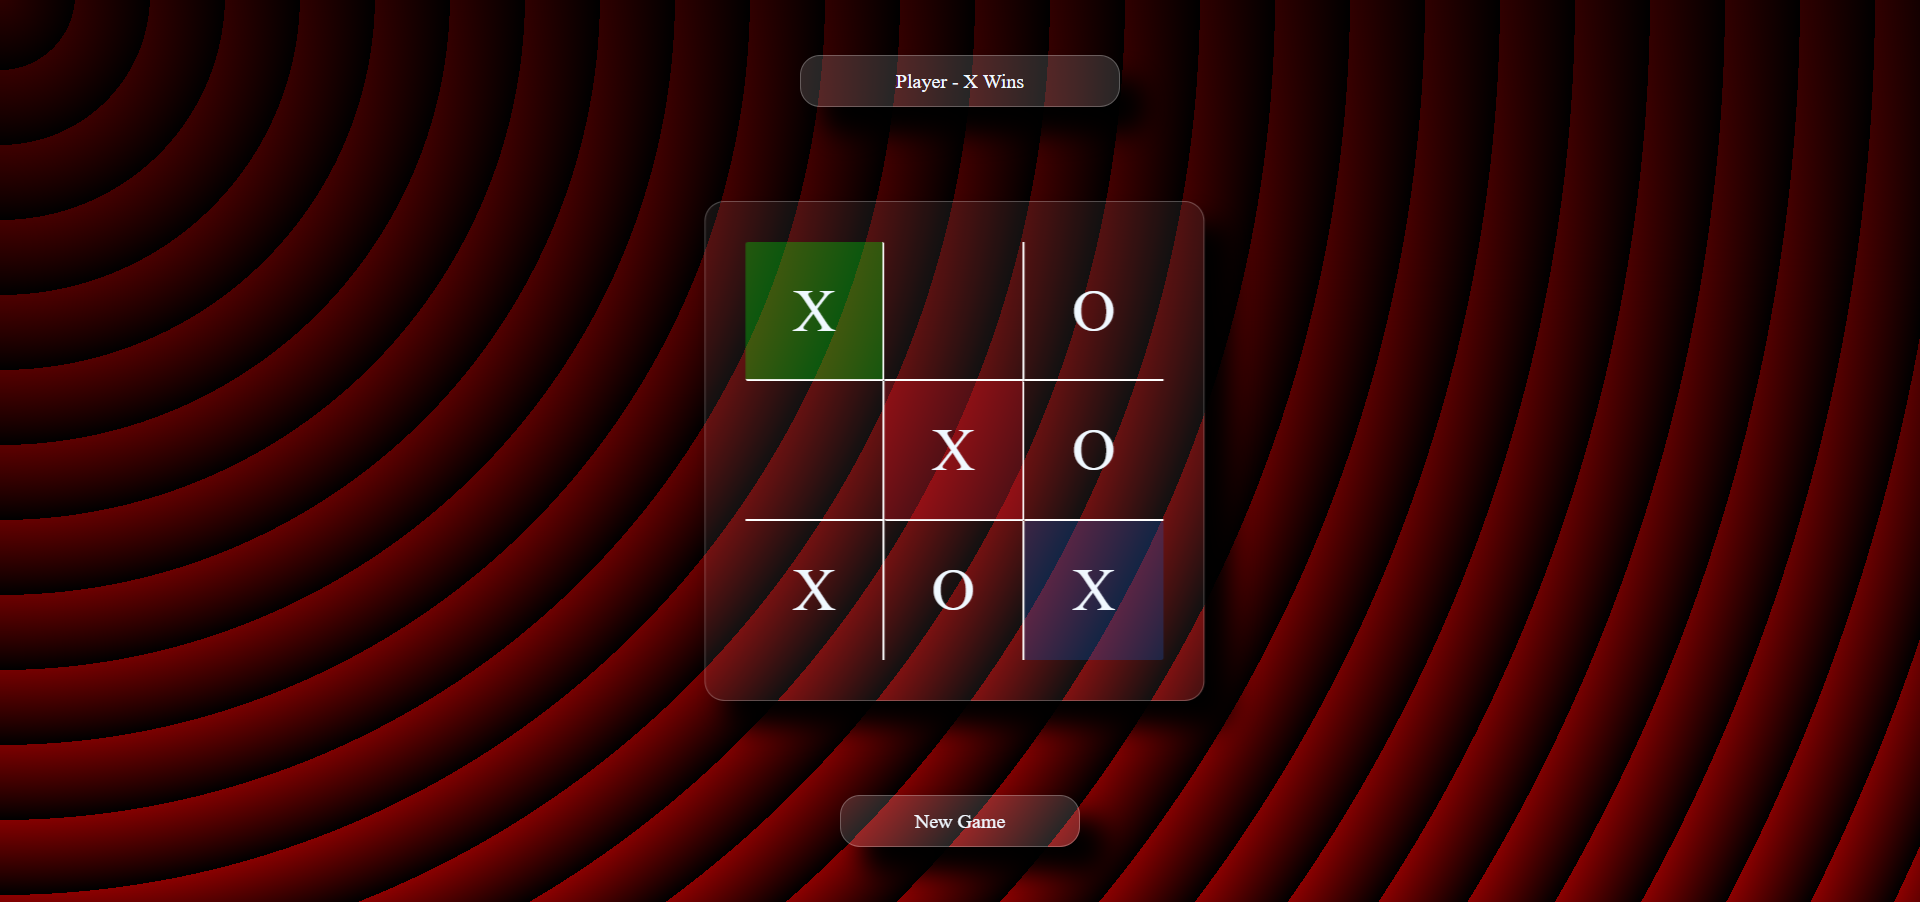 Player - X Wins
X O
X O
X O X
New Game